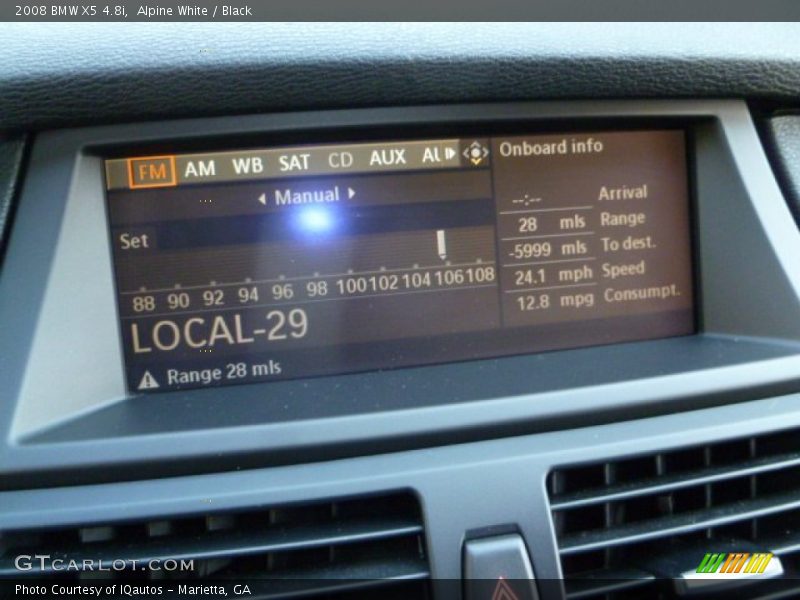 2008 BMW X5 4.8i, Alpine White / Black
FM AM WB SAT CD AUX
Onboard info
Manual
Set
--:-- Arrival
28 mls Range
-5999 mls To dest.
24.1 mph Speed
12.8 mpg Consumpt.
88 90 92 94 96 98 100 102 104 106 108
LOCAL-29
Range 28 mls
GTCARLOT.COM
Photo Courtesy of IQautos - Marietta, GA